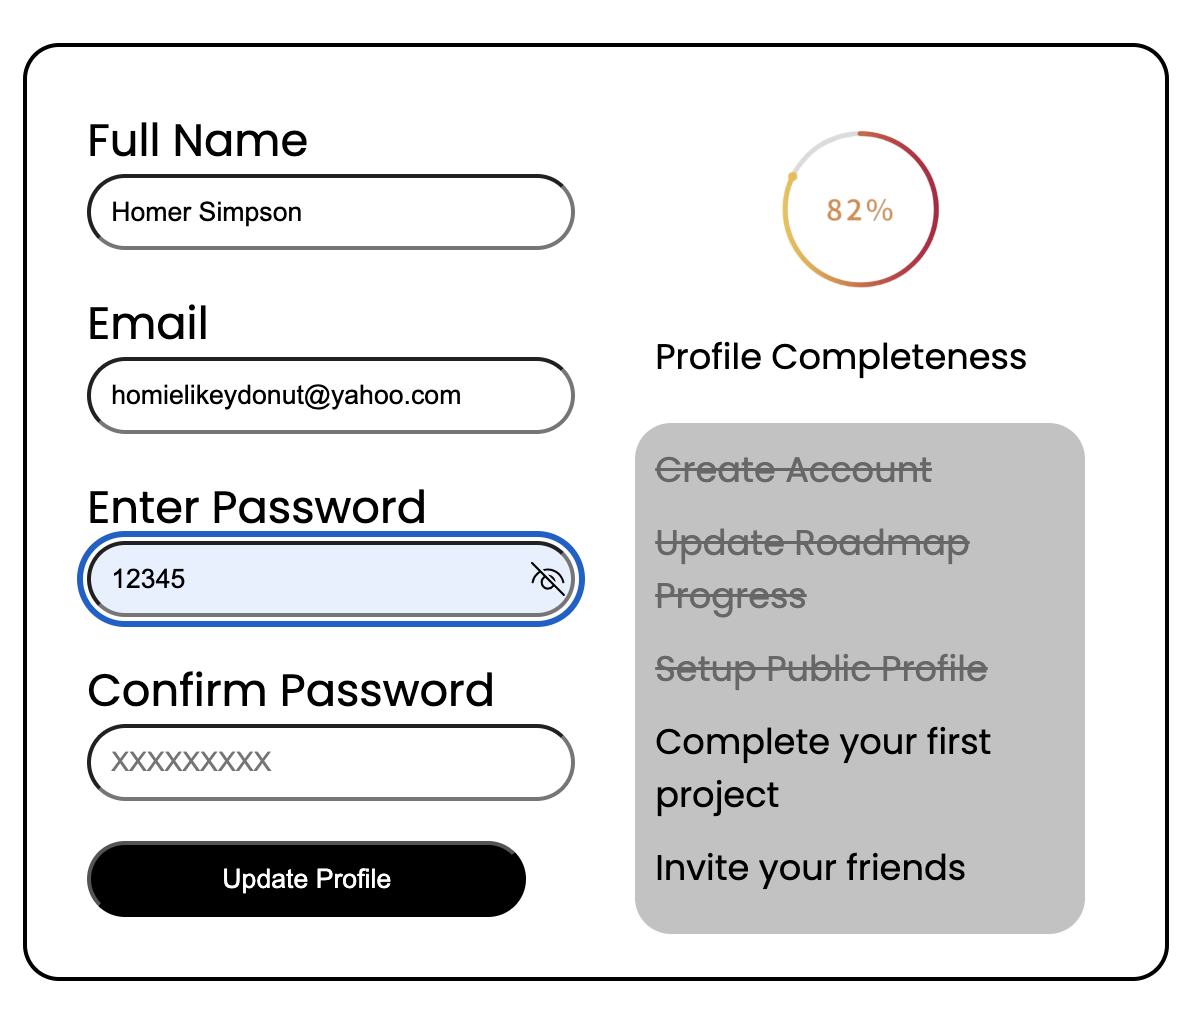 Full Name
Homer Simpson
Email
homielikeydonut@yahoo.com
Enter Password
12345
Confirm Password
XXXXXXXXX
Update Profile
82%
Profile Completeness
Create Account
Update Roadmap
Progress
Setup Public Profile
Complete your first
project
Invite your friends